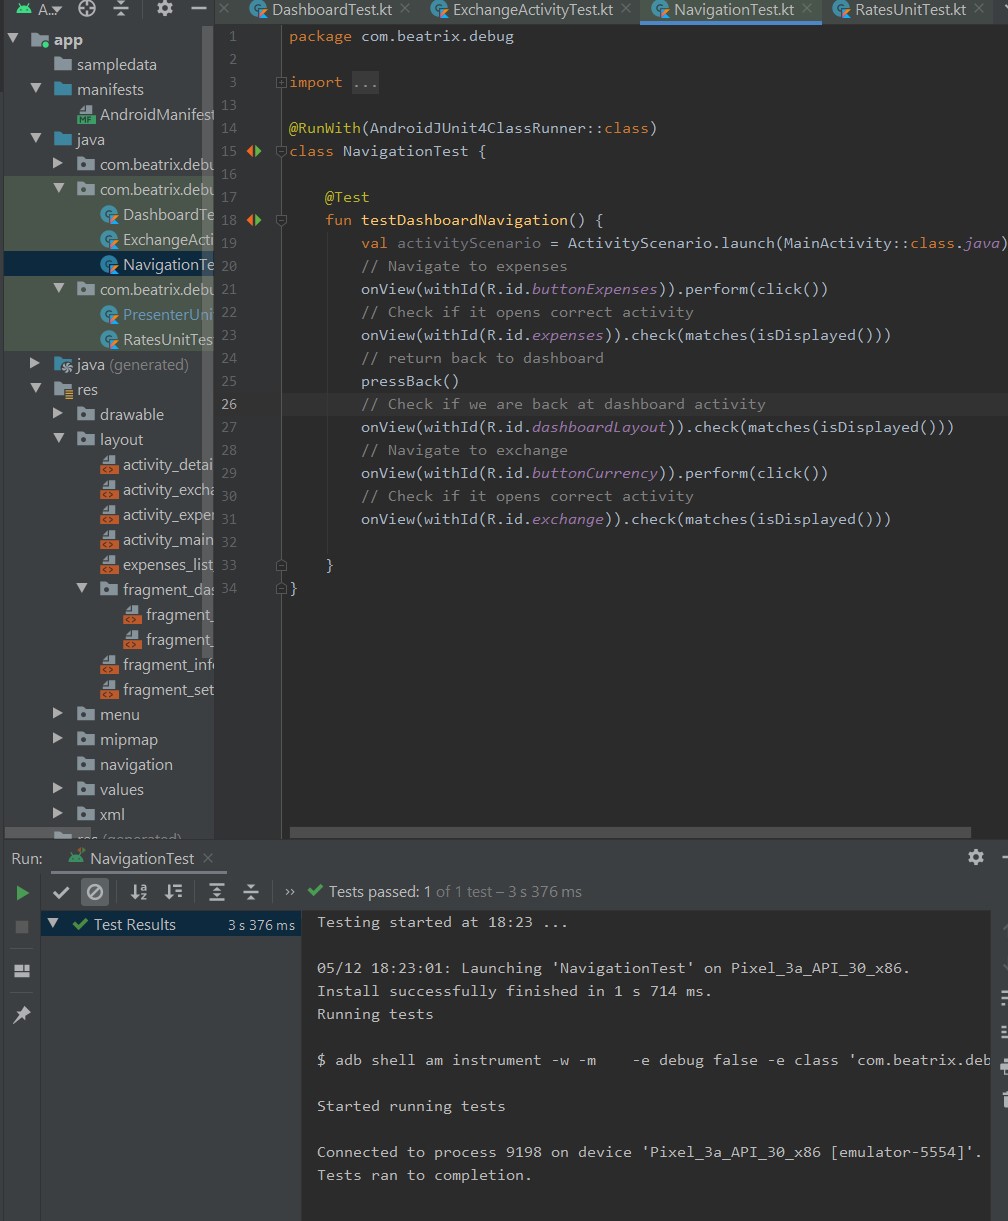 A..
DashboardTest.kt
ExchangeActivityTest.kt
NavigationTest.kt
RatesUnitTest.kt
app
sampledata
manifests
AndroidManifest
java
com.beatrix.debu
com.beatrix.debu
DashboardTe
ExchangeActi
NavigationTe
com.beatrix.debu
PresenterUni
RatesUnitTes
java (generated)
res
drawable
layout
activity_detai
activity_excha
activity_exper
activity_main
expenses_list
fragment_das
fragment_
fragment_
fragment_info
fragment_set
menu
mipmap
navigation
values
xml
res (generated)
1 package com.beatrix.debug
2
3 import ...
13
14 @RunWith(AndroidJUnit4ClassRunner::class)
15 class NavigationTest {
16
17 @Test
18 fun testDashboardNavigation() {
19 val activityScenario = ActivityScenario.launch(MainActivity::class.java)
20 // Navigate to expenses
21 onView(withId(R.id.buttonExpenses)).perform(click())
22 // Check if it opens correct activity
23 onView(withId(R.id.expenses)).check(matches(isDisplayed()))
24 // return back to dashboard
25 pressBack()
26 // Check if we are back at dashboard activity
27 onView(withId(R.id.dashboardLayout)).check(matches(isDisplayed()))
28 // Navigate to exchange
29 onView(withId(R.id.buttonCurrency)).perform(click())
30 // Check if it opens correct activity
31 onView(withId(R.id.exchange)).check(matches(isDisplayed()))
32
33 }
34 }
Run: NavigationTest
Tests passed: 1 of 1 test – 3 s 376 ms
Test Results 3 s 376 ms
Testing started at 18:23 ...
05/12 18:23:01: Launching 'NavigationTest' on Pixel_3a_API_30_x86.
Install successfully finished in 1 s 714 ms.
Running tests
$ adb shell am instrument -w -m -e debug false -e class 'com.beatrix.deb
Started running tests
Connected to process 9198 on device 'Pixel_3a_API_30_x86 [emulator-5554]'.
Tests ran to completion.